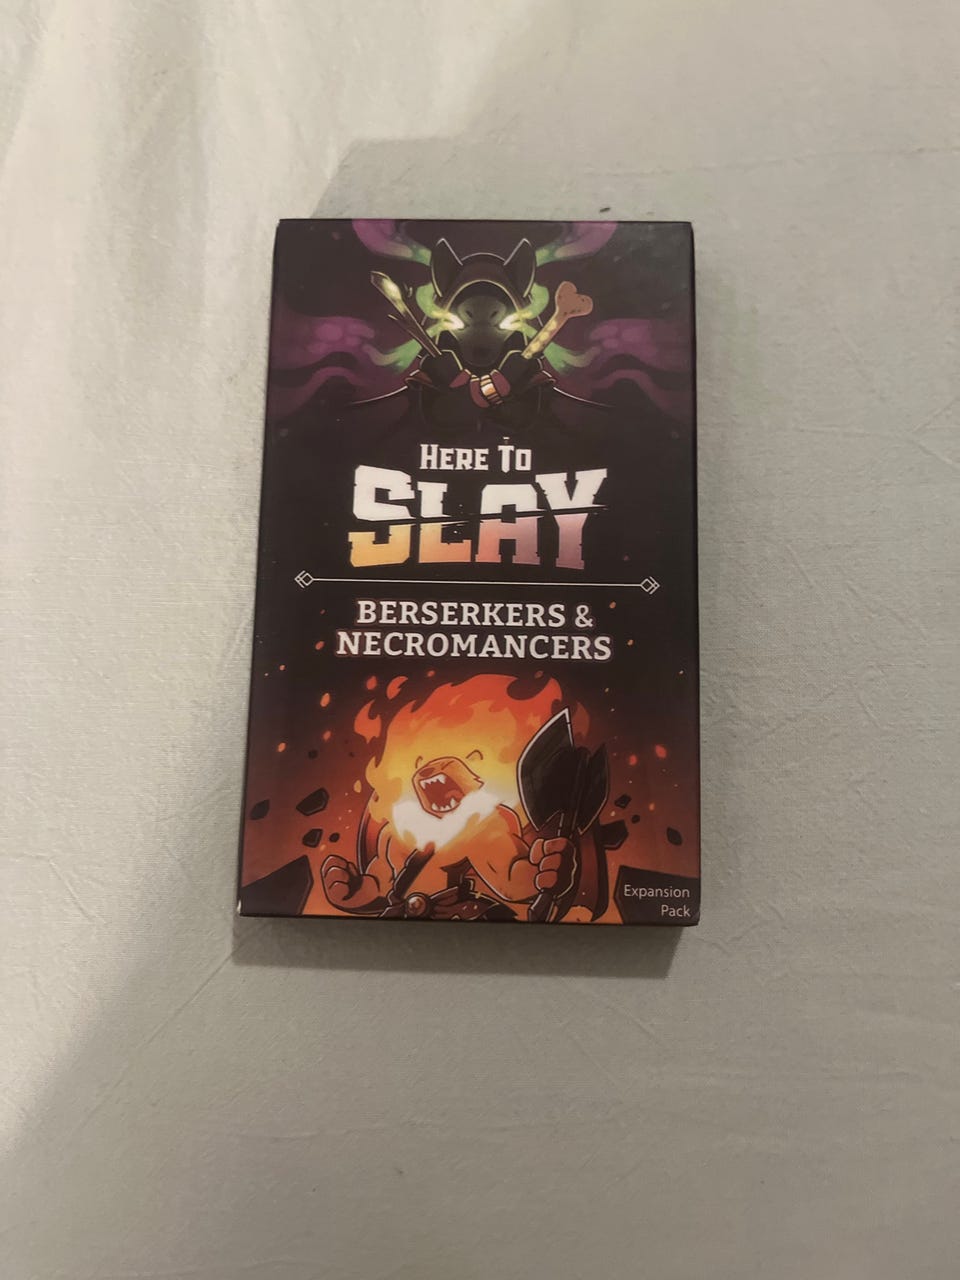 HERE TO
SLAY
BERSERKERS &
NECROMANCERS
Expansion
Pack